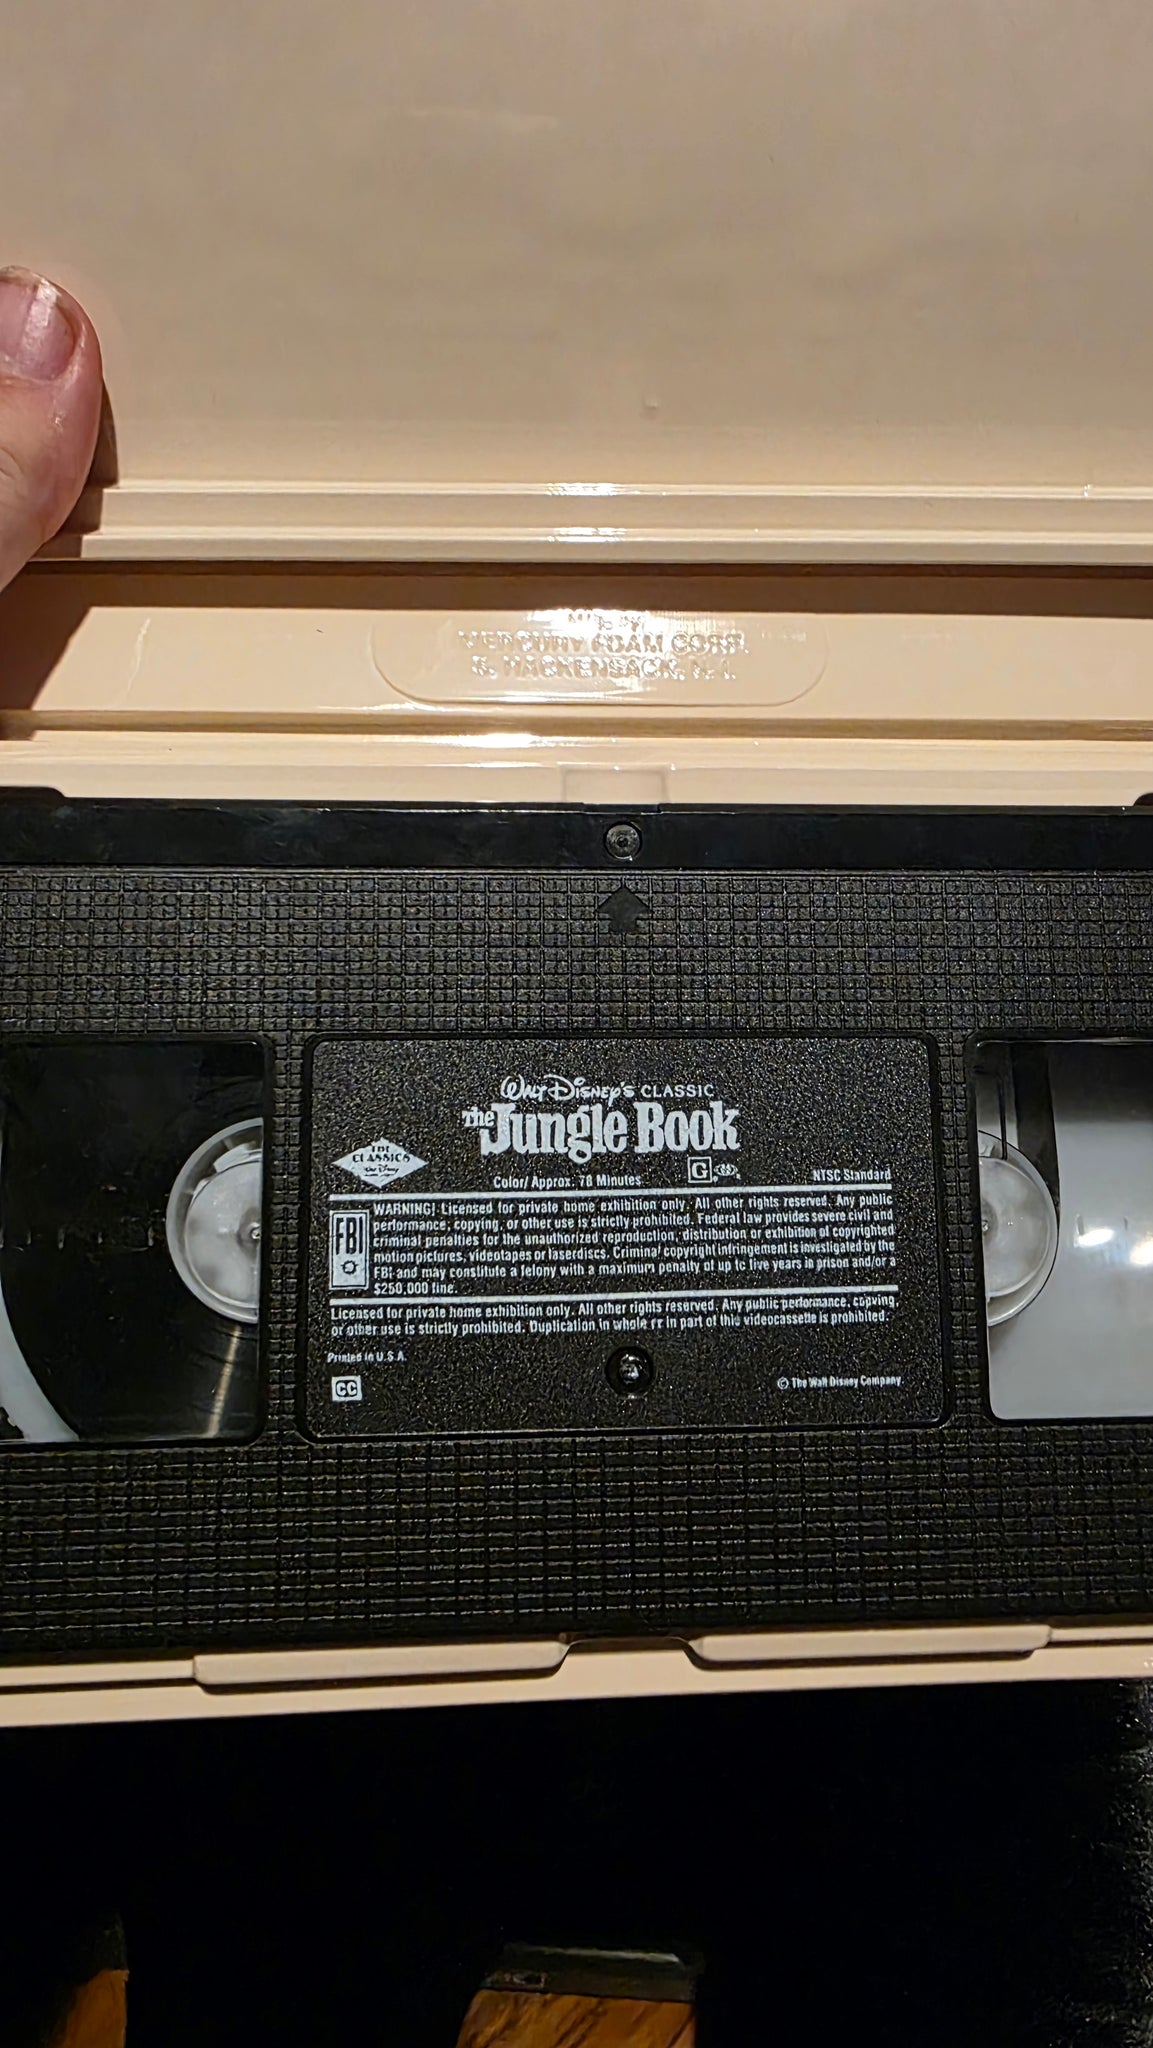 MFG. BY
MERCURY FOAM CORP.
S. HACKENSACK, N.J.
WALT DISNEY'S CLASSIC
The Jungle Book
THE
CLASSICS
Walt Disney
Color/ Approx. 78 Minutes
G
NTSC Standard
FBI
WARNING! Licensed for private home exhibition only. All other rights reserved. Any public
performance, copying, or other use is strictly prohibited. Federal law provides severe civil and
criminal penalties for the unauthorized reproduction, distribution or exhibition of copyrighted
motion pictures, videotapes or laserdiscs. Criminal copyright infringement is investigated by the
FBI and may constitute a felony with a maximum penalty of up to five years in prison and/or a
$250,000 fine.
Licensed for private home exhibition only. All other rights reserved. Any public performance, copying
or other use is strictly prohibited. Duplication in whole or in part of this videocassette is prohibited.
Printed in U.S.A.
CC
© The Walt Disney Company